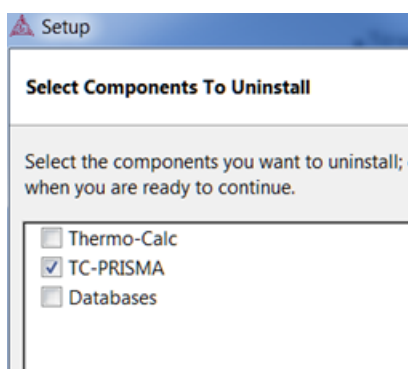 Setup
Select Components To Uninstall
Select the components you want to uninstall;
when you are ready to continue.
Thermo-Calc
TC-PRISMA
Databases